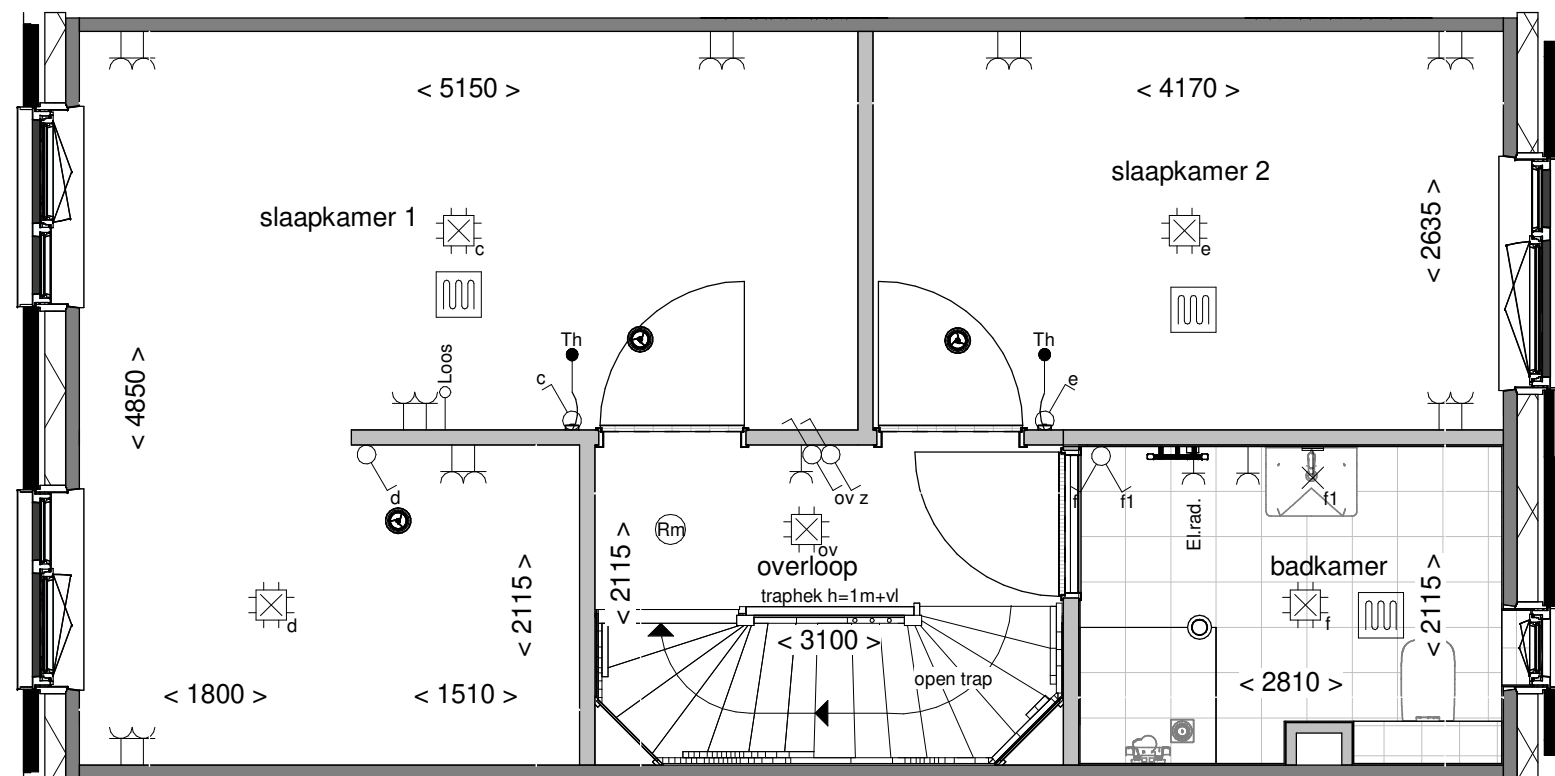 < 5150 >
< 4170 >
slaapkamer 2
slaapkamer 1
< 2635 >
c
e
Th
Th
Loos
c
e
< 4850 >
d
ov z
f
f1
f1
El.rad.
Rm
ov
< 2115 >
< 2115 >
overloop
badkamer
traphek h=1m+vl
d
f
< 2115 >
< 3100 >
open trap
< 1800 >
< 1510 >
< 2810 >